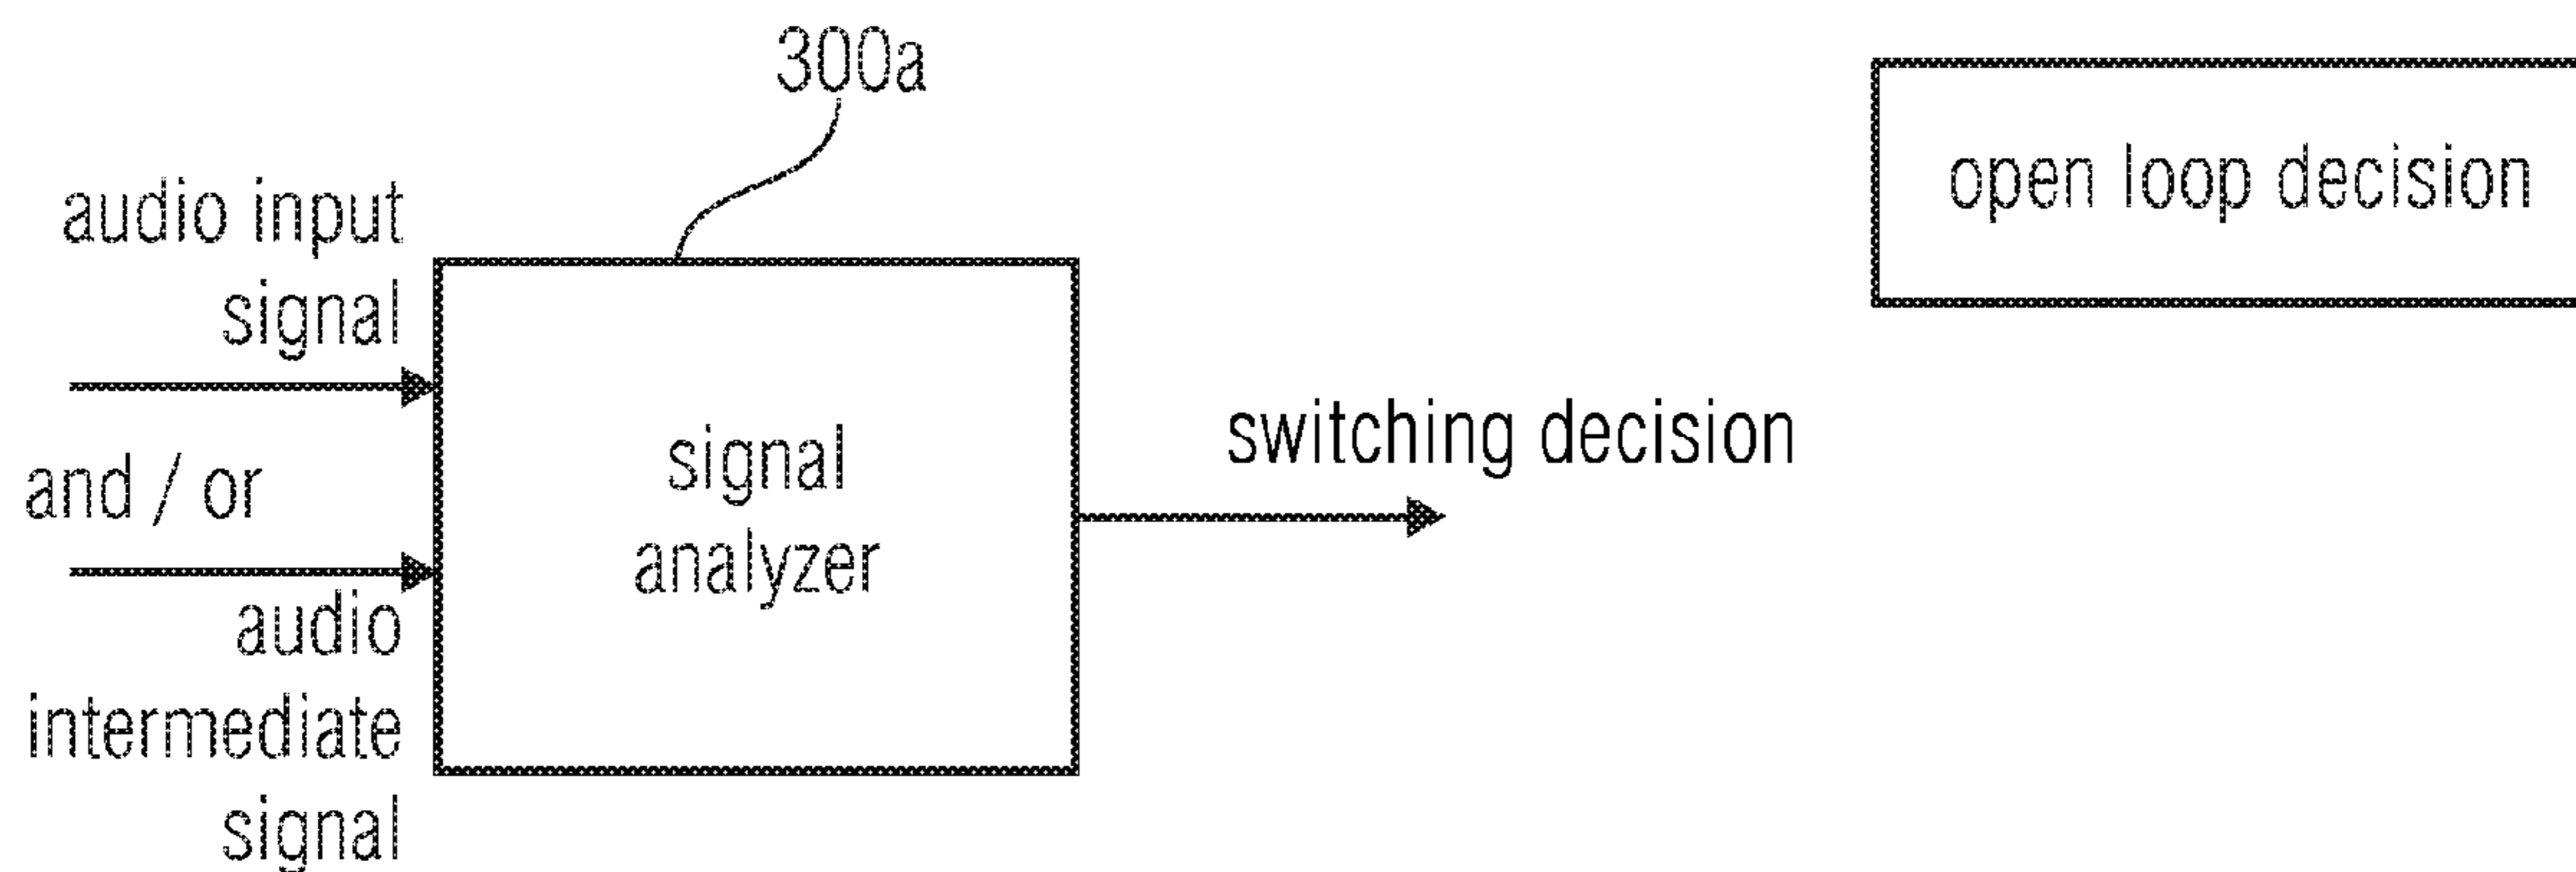 300a
open loop decision
audio input
signal
and / or
audio
intermediate
signal
signal
analyzer
switching decision